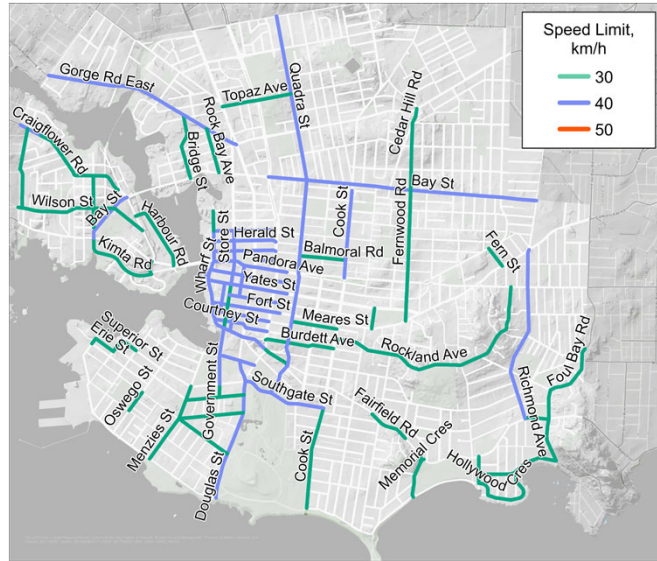 Speed Limit,
km/h
30
40
50
Gorge Rd East
Topaz Ave
Quadra St
Cedar Hill Rd
Rock Bay Ave
Bridge St
Craigflower Rd
Bay St
Wilson St
Bay St
Harbour Rd
Kimta Rd
Store St
Wharf St
Herald St
Cook St
Balmoral Rd
Fernwood Rd
Fern St
Pandora Ave
Yates St
Fort St
Courtney St
Meares St
Burdett Ave
Rockland Ave
Superior St
Erie St
Oswego St
Menzies St
Government St
Douglas St
Southgate St
Cook St
Fairfield Rd
Memorial Cres
Hollywood Cres
Richmond Ave
Foul Bay Rd